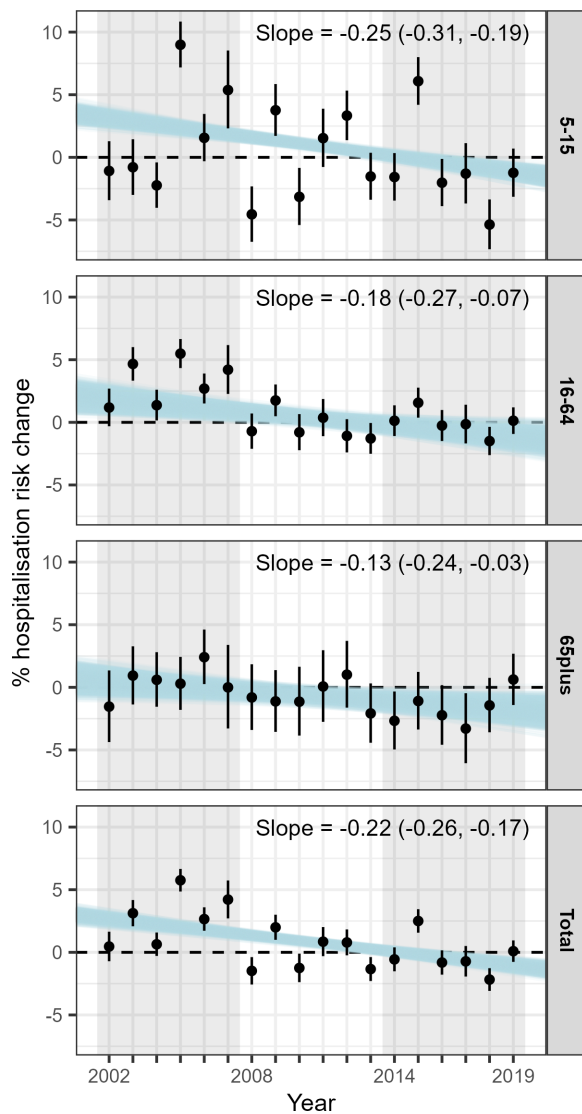 % hospitalisation risk change
Slope = -0.25 (-0.31, -0.19)
10
5
0
-5
5-15
Slope = -0.18 (-0.27, -0.07)
10
5
0
-5
16-64
Slope = -0.13 (-0.24, -0.03)
10
5
0
-5
65plus
Slope = -0.22 (-0.26, -0.17)
10
5
0
-5
Total
2002 2008 2014 2019
Year